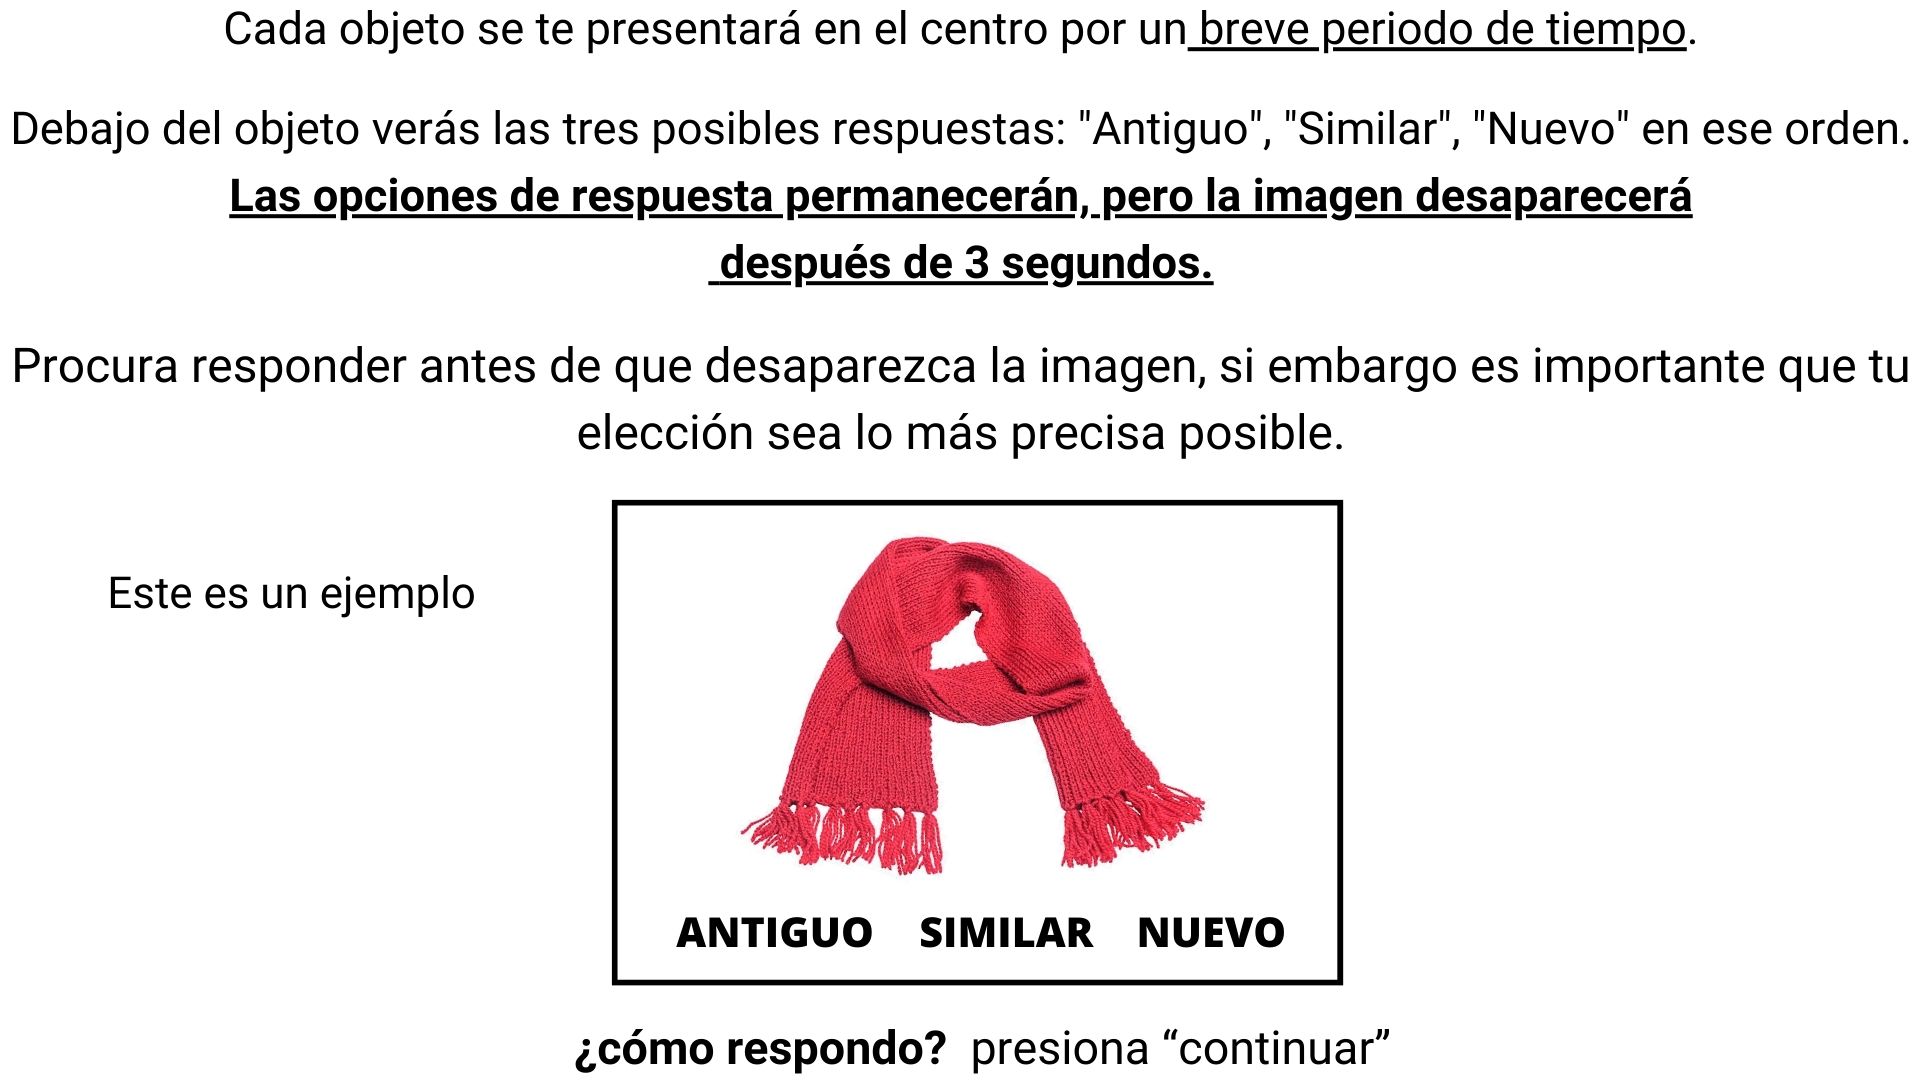 Cada objeto se te presentará en el centro por un breve periodo de tiempo.
Debajo del objeto verás las tres posibles respuestas: "Antiguo", "Similar", "Nuevo" en ese orden.
Las opciones de respuesta permanecerán, pero la imagen desaparecerá
después de 3 segundos.
Procura responder antes de que desaparezca la imagen, si embargo es importante que tu
elección sea lo más precisa posible.
Este es un ejemplo
ANTIGUO SIMILAR NUEVO
¿cómo respondo? presiona “continuar”